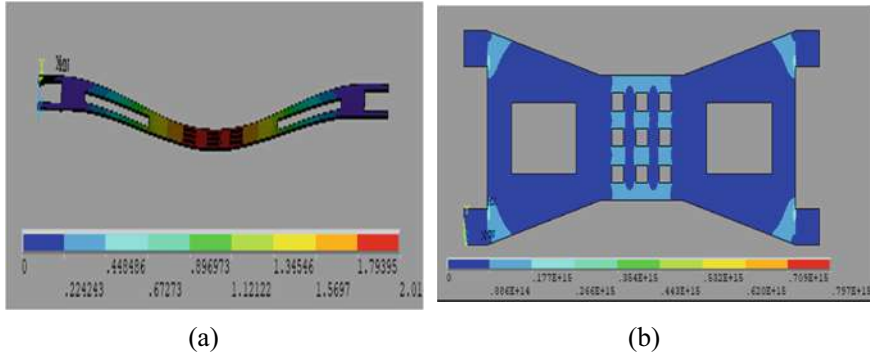 0 .448486 .896973 1.34546 1.79395
.224243 .67273 1.12122 1.5697 2.01
0 .177E+15 .354E+15 .532E+15 .709E+15
.886E+14 .266E+15 .443E+15 .620E+15 .797E+15
(a) (b)